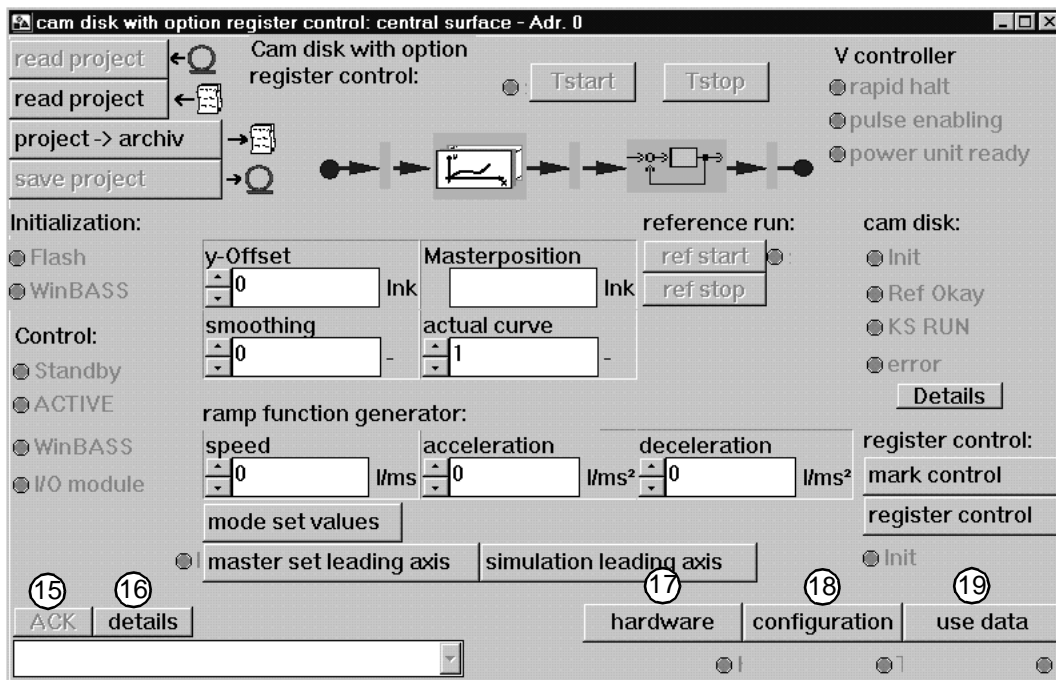 cam disk with option register control: central surface - Adr. 0
read project
Cam disk with option
register control:
Tstart
Tstop
V controller
rapid halt
read project
pulse enabling
project -> archiv
power unit ready
save project
Initialization:
reference run:
cam disk:
Flash
y-Offset
Masterposition
ref start
:
Init
WinBASS
0
Ink
Ink
ref stop
Ref Okay
Control:
smoothing
actual curve
KS RUN
0
-
1
-
Standby
error
ACTIVE
Details
ramp function generator:
WinBASS
speed
acceleration
deceleration
register control:
I/O module
0
I/ms
0
I/ms²
0
I/ms²
mark control
mode set values
register control
master set leading axis
simulation leading axis
Init
15
16
17
18
19
ACK
details
hardware
configuration
use data